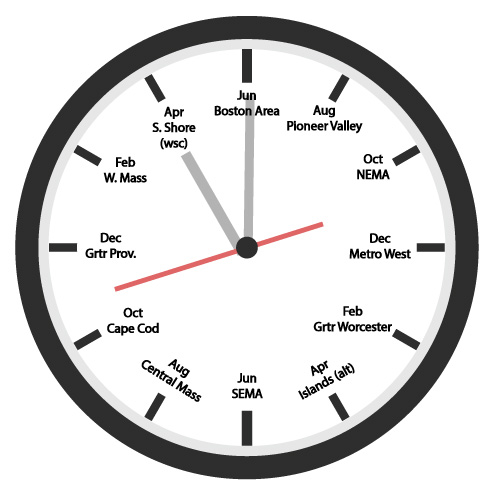 Jun
Boston Area
Aug
Pioneer Valley
Oct
NEMA
Dec
Metro West
Feb
Grtr Worcester
Apr
Islands (alt)
Jun
SEMA
Aug
Central Mass
Oct
Cape Cod
Dec
Grtr Prov.
Feb
W. Mass
Apr
S. Shore
(wsc)